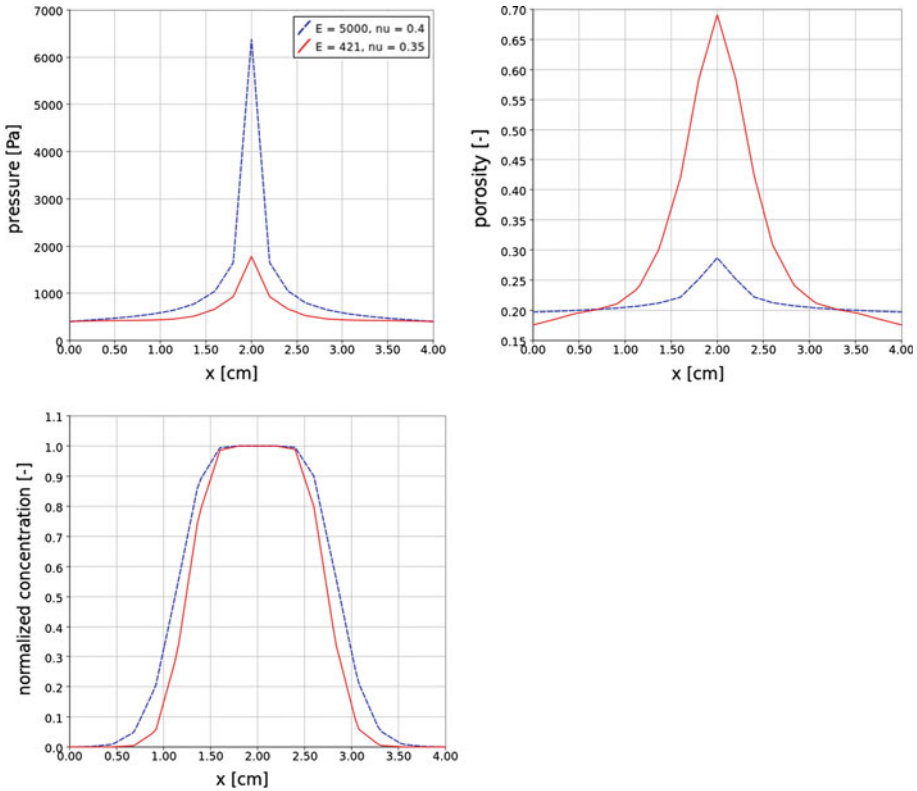 7000
6000
5000
4000
3000
2000
1000
0
pressure [Pa]
E = 5000, nu = 0.4
E = 421, nu = 0.35
0.00 0.50 1.00 1.50 2.00 2.50 3.00 3.50 4.00
x [cm]
0.70
0.65
0.60
0.55
0.50
0.45
0.40
0.35
0.30
0.25
0.20
0.15
porosity [-]
0.00 0.50 1.00 1.50 2.00 2.50 3.00 3.50 4.00
x [cm]
1.1
1.0
0.9
0.8
0.7
0.6
0.5
0.4
0.3
0.2
0.1
0.0
normalized concentration [-]
0.00 0.50 1.00 1.50 2.00 2.50 3.00 3.50 4.00
x [cm]